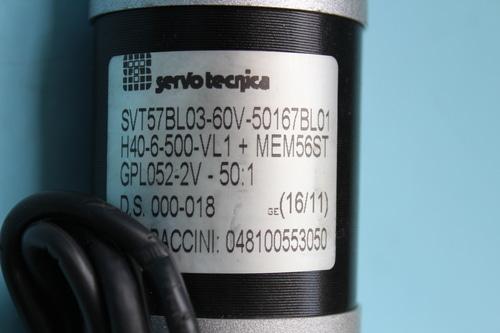 servo tecnica
SVT57BL03-60V-50167BL01
H40-6-500-VL1 + MEM56ST
GPL052-2V - 50:1
D.S. 000-018 GE(16/11)
BACCINI: 048100553050